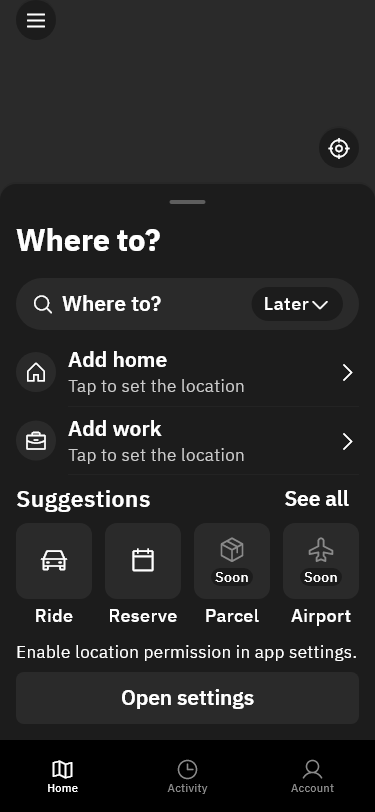 Where to?
Where to?
Later
Add home
Tap to set the location
Add work
Tap to set the location
Suggestions
See all
Soon
Soon
Ride
Reserve
Parcel
Airport
Enable location permission in app settings.
Open settings
Home
Activity
Account